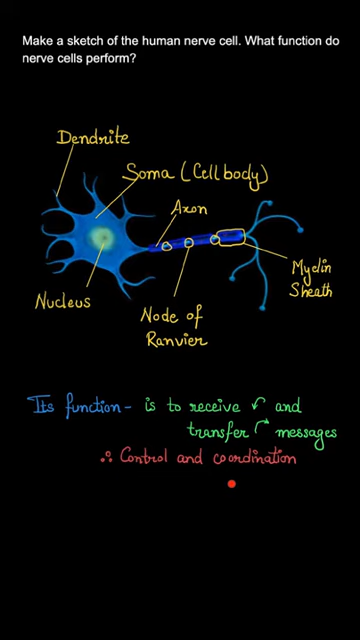 Make a sketch of the human nerve cell. What function do
nerve cells perform?
Dendrite
Soma (Cell body)
Axon
Nucleus
Node of
Ranvier
Myelin
Sheath
Its function - is to receive and
transfer messages
∴ Control and coordination